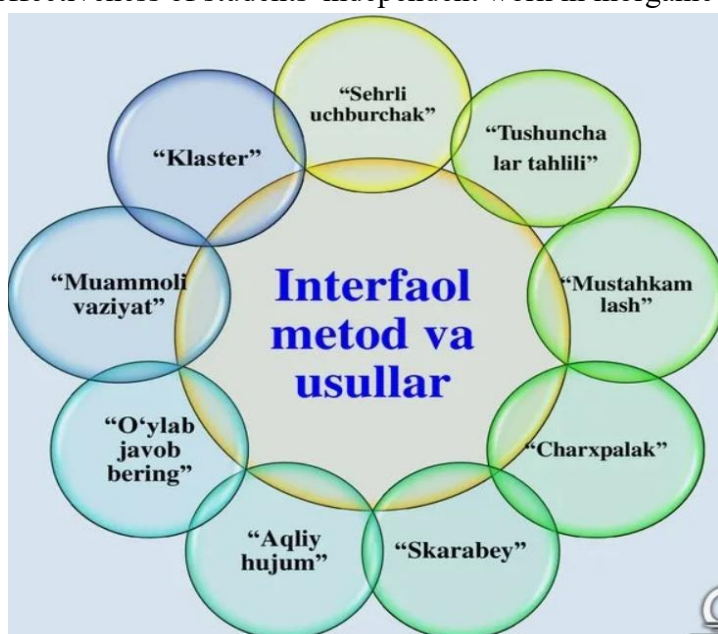 effectiveness of students' independent work in inorganic
“Sehrli
uchburchak”
“Tushuncha
lar tahlili”
“Mustahkam
lash”
“Charxpalak”
“Skarabey”
“Aqliy
hujum”
“O‘ylab
javob
bering”
“Muammoli
vaziyat”
“Klaster”
Interfaol
metod va
usullar